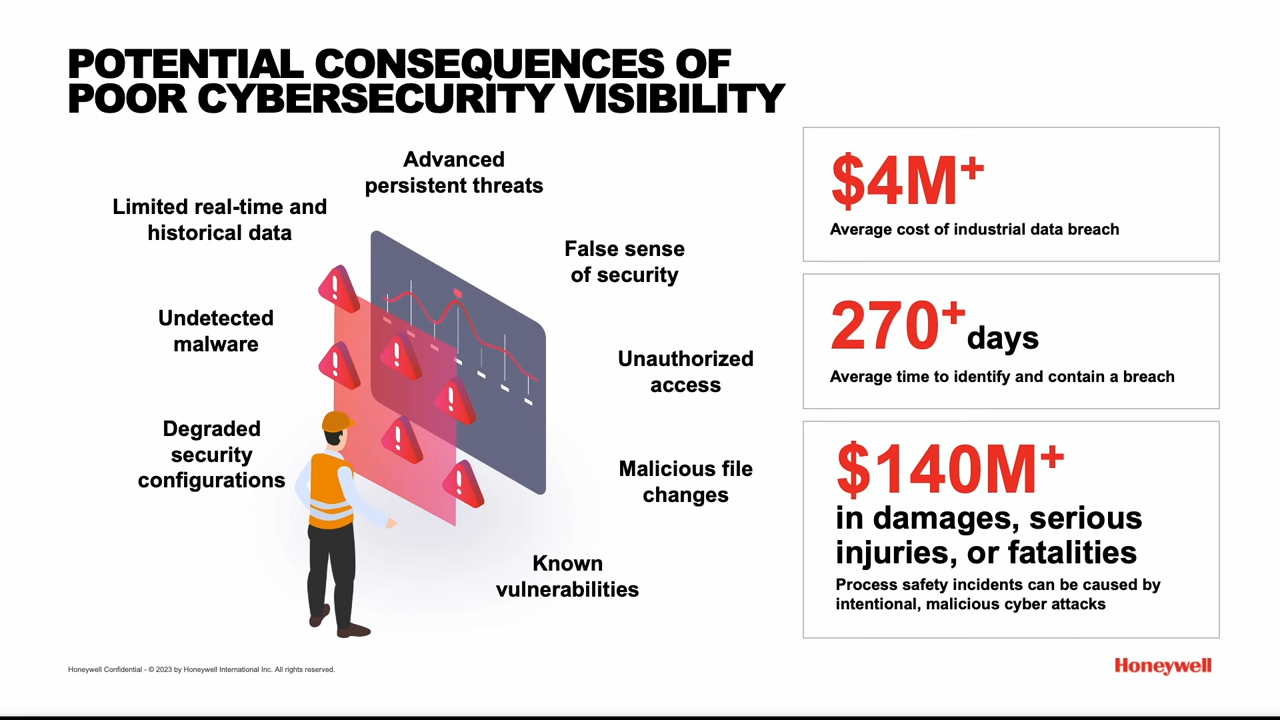 POTENTIAL CONSEQUENCES OF
POOR CYBERSECURITY VISIBILITY
Advanced
persistent threats
Limited real-time and
historical data
False sense
of security
Undetected
malware
Unauthorized
access
Degraded
security
configurations
Malicious file
changes
Known
vulnerabilities
$4M+
Average cost of industrial data breach
270+ days
Average time to identify and contain a breach
$140M+
in damages, serious
injuries, or fatalities
Process safety incidents can be caused by
intentional, malicious cyber attacks
Honeywell Confidential - © 2023 by Honeywell International Inc. All rights reserved.
Honeywell